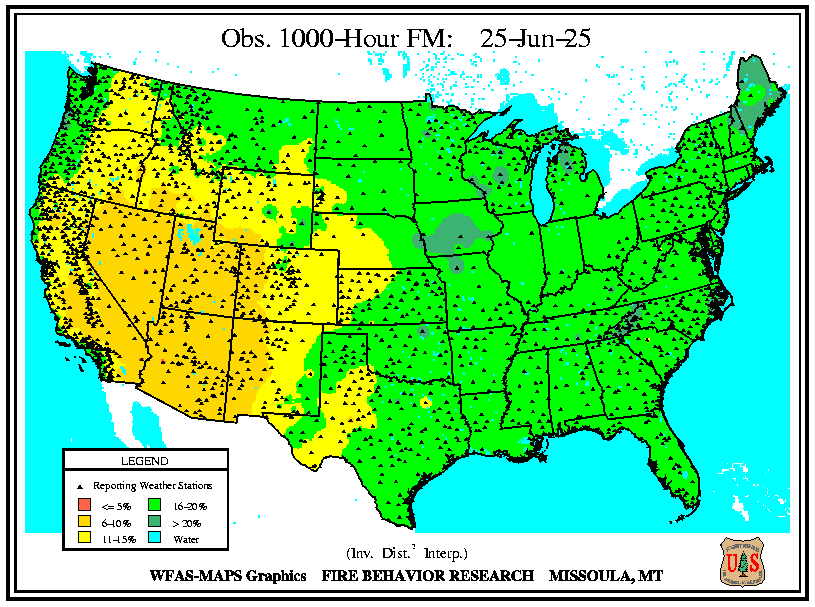 Obs. 1000-Hour FM: 25-Jun-25
LEGEND
Reporting Weather Stations
<= 5% 16-20%
6-10% > 20%
11-15% Water
(Inv. Dist.² Interp.)
WFAS-MAPS Graphics FIRE BEHAVIOR RESEARCH MISSOULA, MT
U S